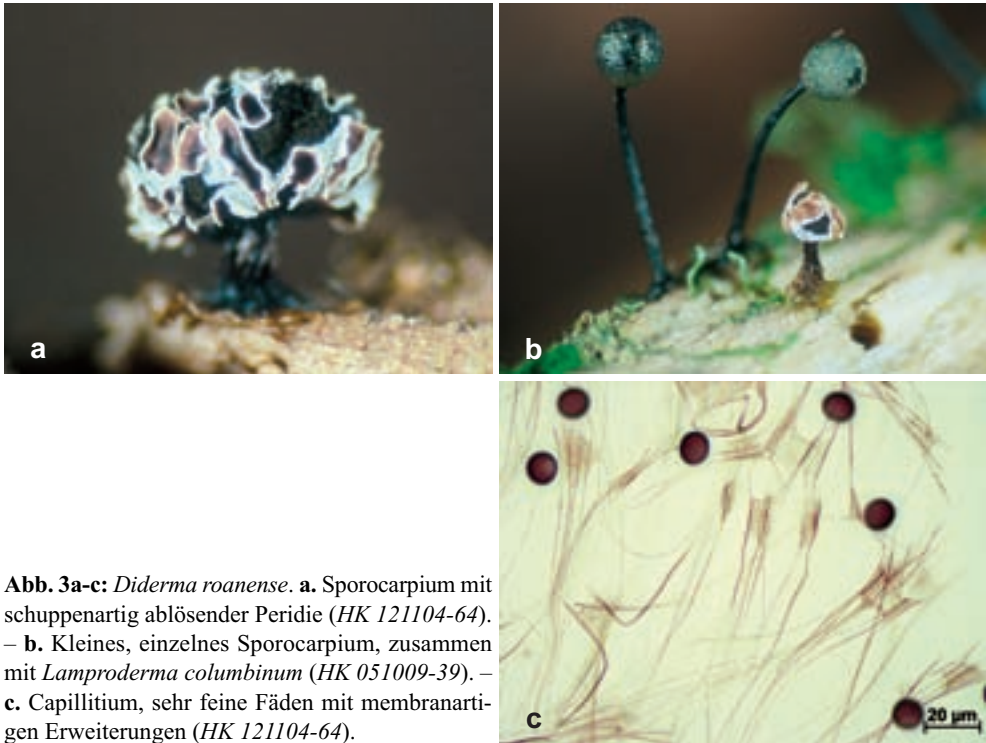 a
b
c
20 µm
Abb. 3a-c: Diderma roanense. a. Sporocarpium mit
schuppenartig ablösender Peridie (HK 121104-64).
– b. Kleines, einzelnes Sporocarpium, zusammen
mit Lamproderma columbinum (HK 051009-39). –
c. Capillitium, sehr feine Fäden mit membranarti-
gen Erweiterungen (HK 121104-64).